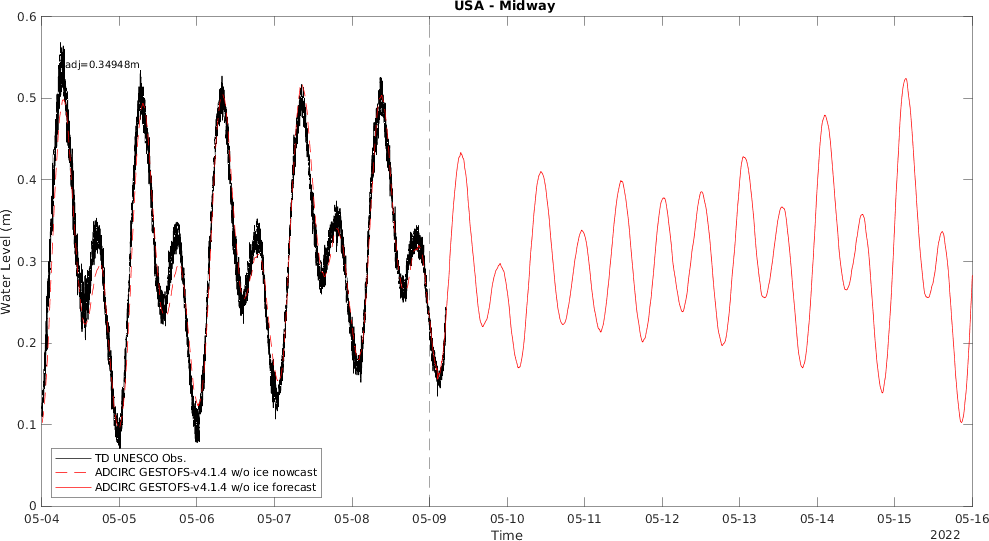 USA - Midway
0.6
0.5
0.4
0.3
0.2
0.1
0
Water Level (m)
adj=0.34948m
TD UNESCO Obs.
ADCIRC GESTOFS-v4.1.4 w/o ice nowcast
ADCIRC GESTOFS-v4.1.4 w/o ice forecast
05-04 05-05 05-06 05-07 05-08 05-09 05-10 05-11 05-12 05-13 05-14 05-15 05-16
Time
2022